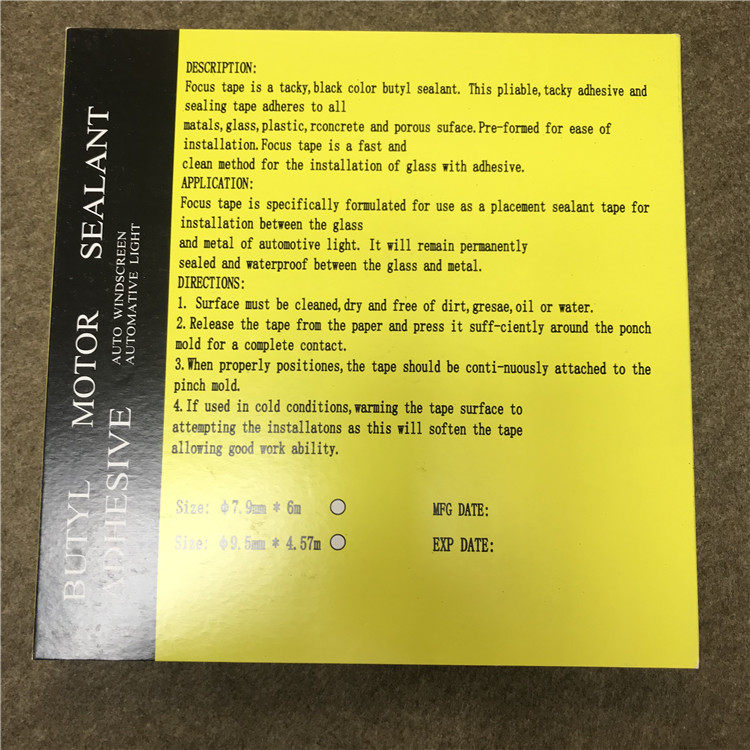 BUTYL MOTOR SEALANT
ADHESIVE AUTO WINDSCREEN
AUTOMATIVE LIGHT
DESCRIPTION:
Focus tape is a tacky,black color butyl sealant. This pliable,tacky adhesive and
sealing tape adheres to all
matals,glass,plastic,rconcrete and porous suface.Pre-formed for ease of
installation.Focus tape is a fast and
clean method for the installation of glass with adhesive.
APPLICATION:
Focus tape is specifically formulated for use as a placement sealant tape for
installation between the glass
and metal of automotive light. It will remain permanently
sealed and waterproof between the glass and metal.
DIRECTIONS:
1. Surface must be cleaned,dry and free of dirt,gresae,oil or water.
2.Release the tape from the paper and press it suff-ciently around the ponch
mold for a complete contact.
3.When properly positiones,the tape should be conti-nuously attached to the
pinch mold.
4.If used in cold conditions,warming the tape surface to
attempting the installatons as this will soften the tape
allowing good work ability.
Size: φ7.9mm * 6m
MFG DATE:
Size: φ9.5mm * 4.57m
EXP DATE: